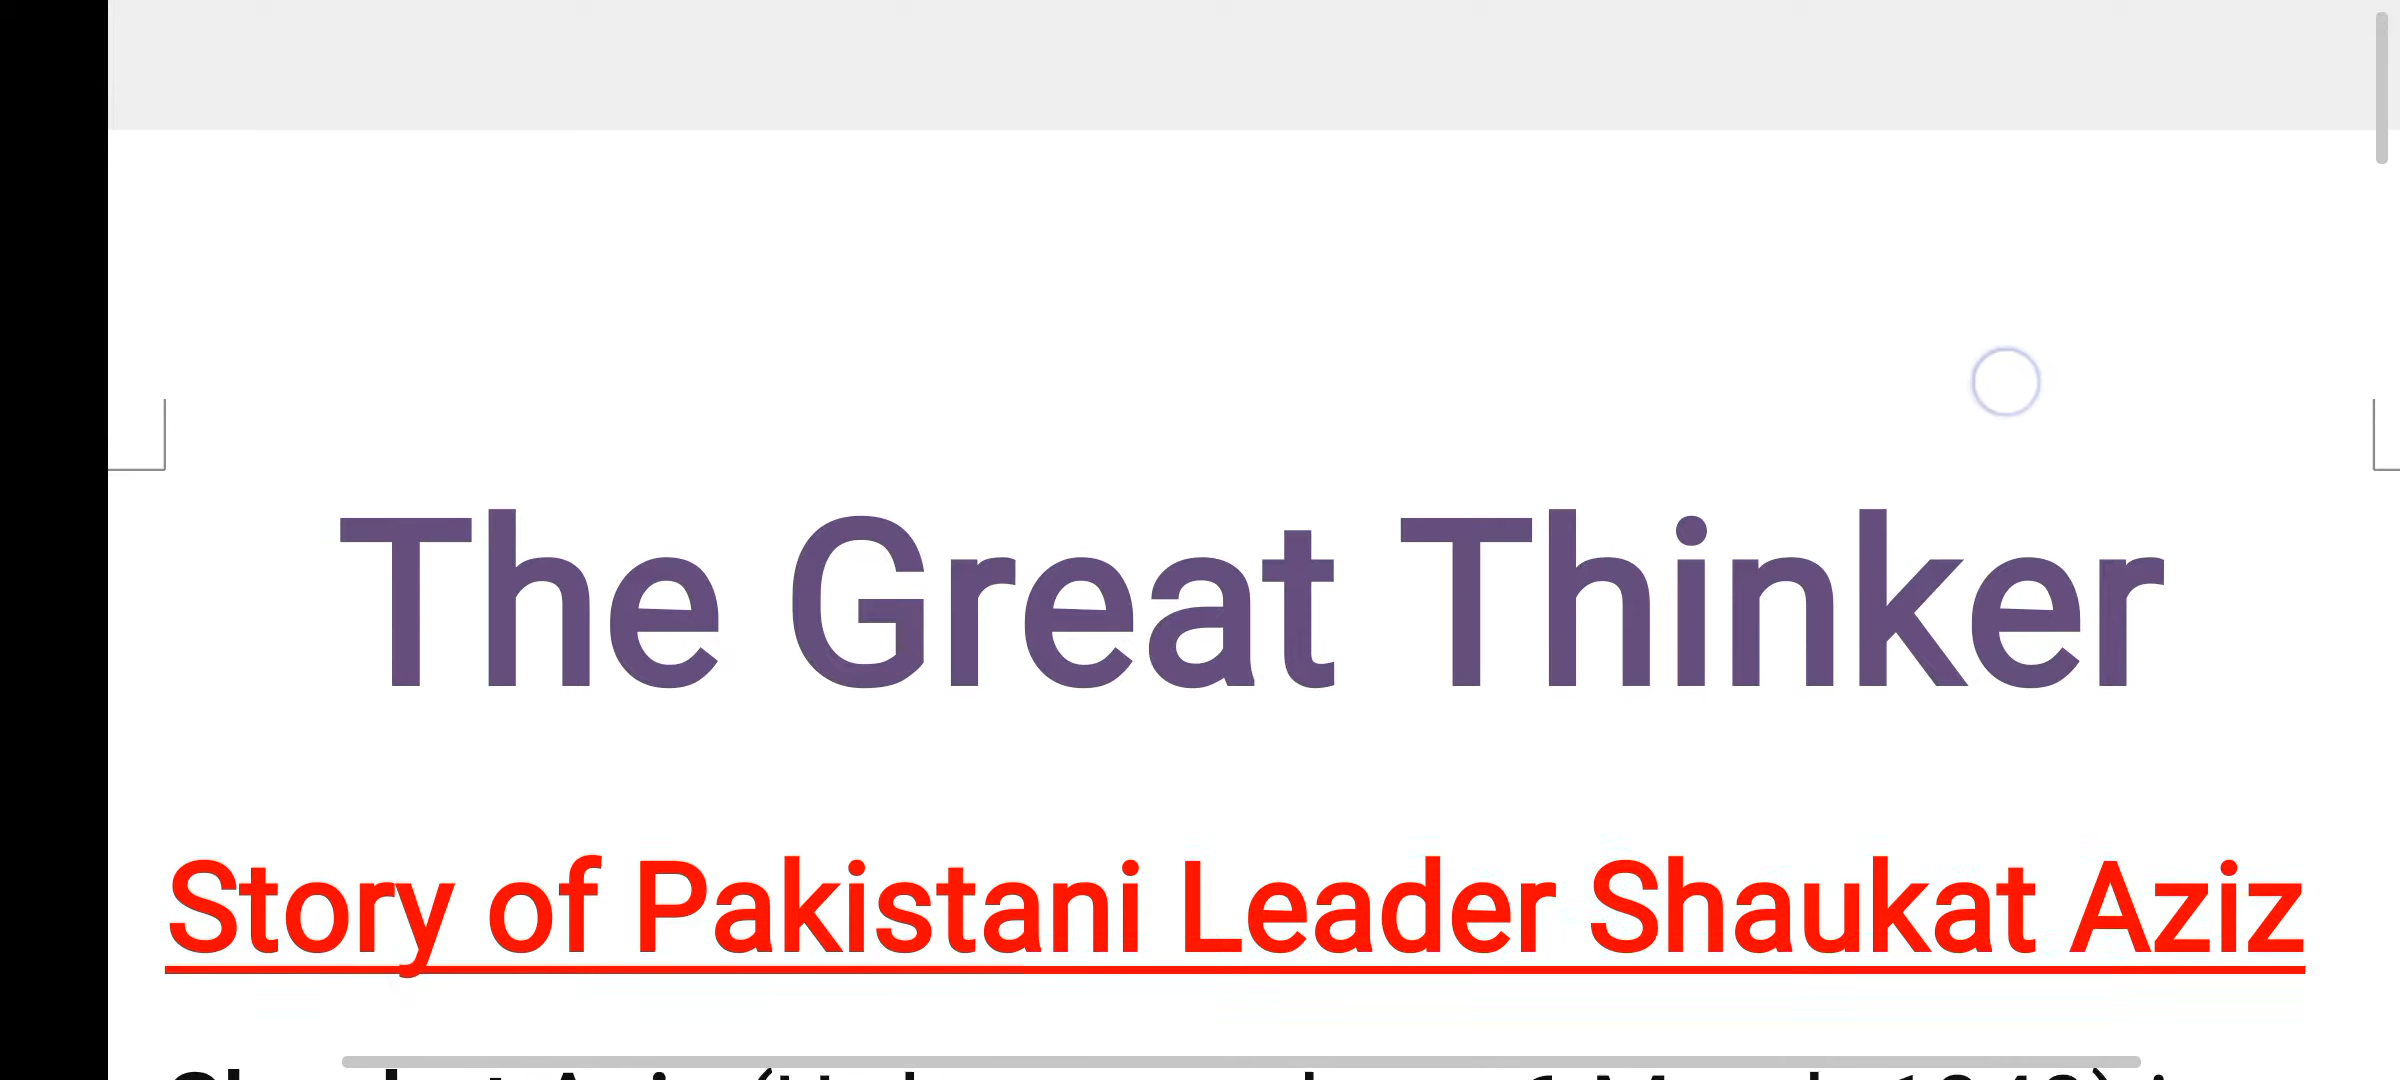 The Great Thinker
Story of Pakistani Leader Shaukat Aziz